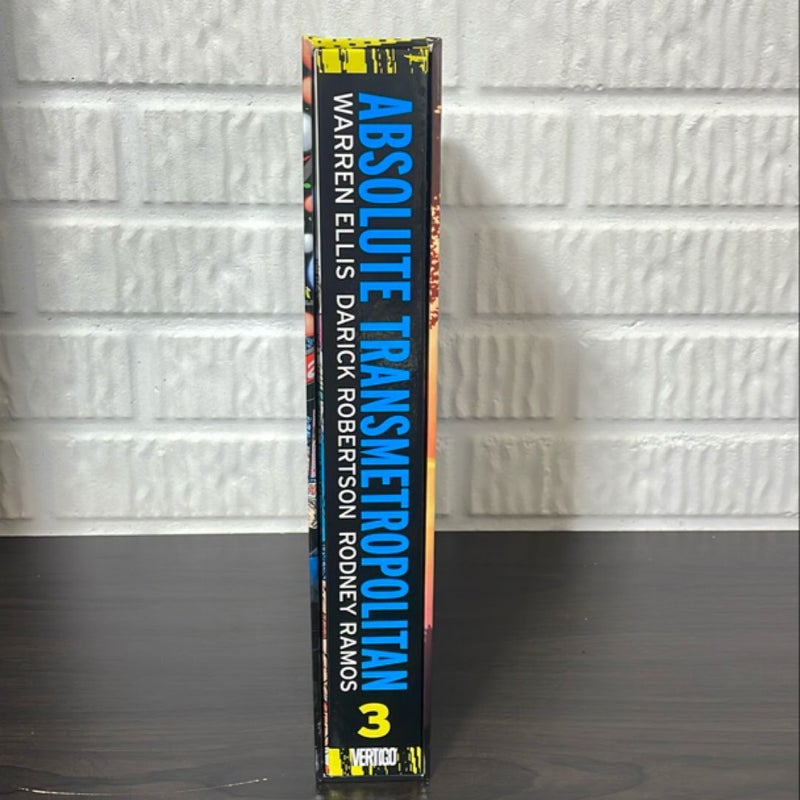 ABSOLUTE TRANSMETROPOLITAN
WARREN ELLIS DARICK ROBERTSON RODNEY RAMOS
3
VERTIGO